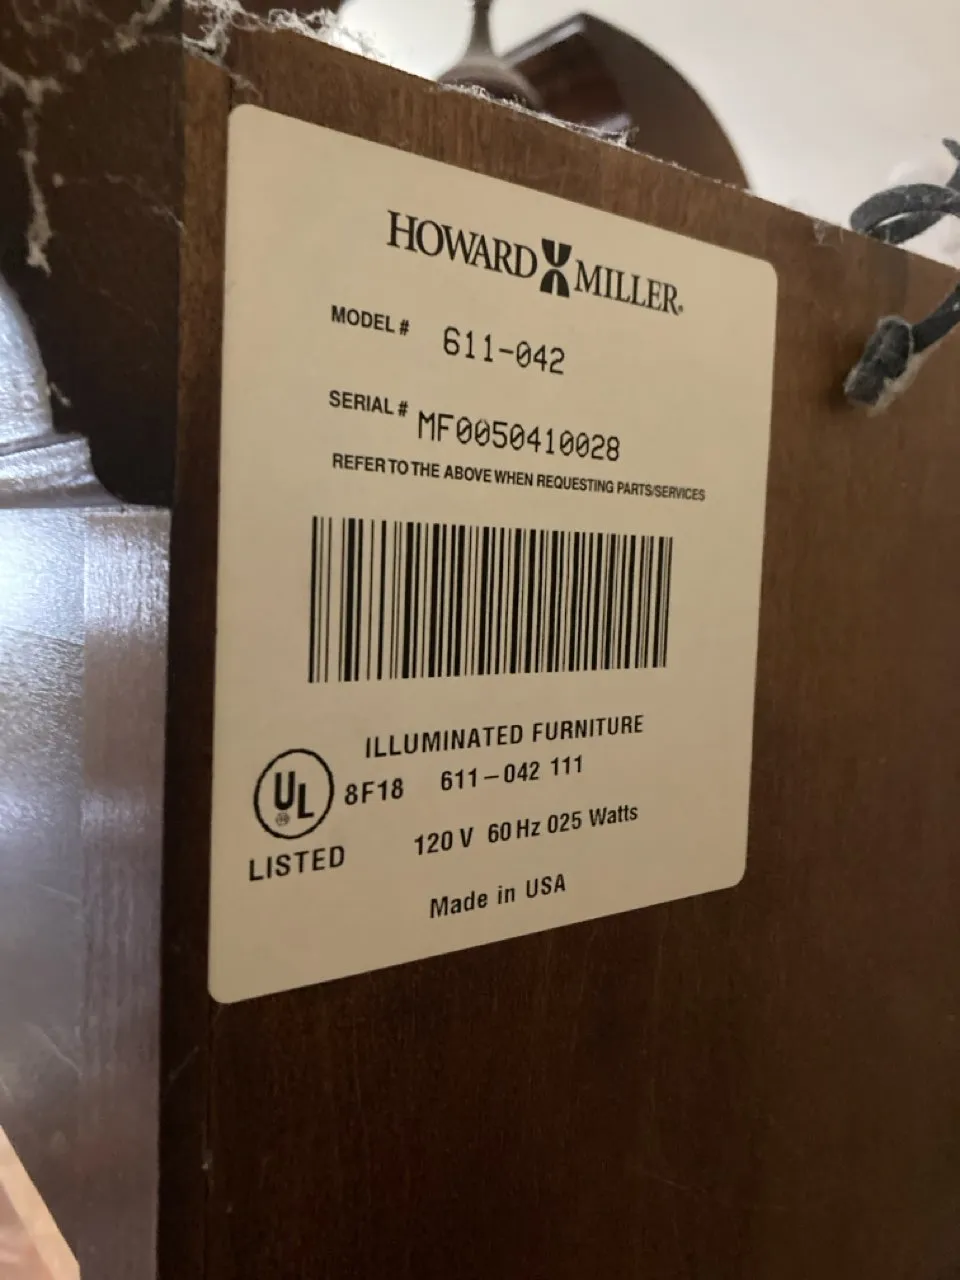 HOWARD MILLER®
MODEL # 611-042
SERIAL # MF0050410028
REFER TO THE ABOVE WHEN REQUESTING PARTS/SERVICES
ILLUMINATED FURNITURE
UL 8F18 611-042 111
LISTED 120 V 60 Hz 025 Watts
Made in USA